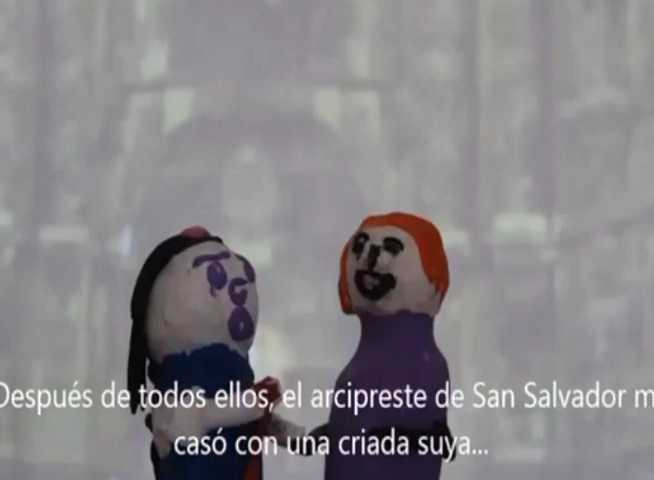 Después de todos ellos, el arcipreste de San Salvador m
casó con una criada suya...